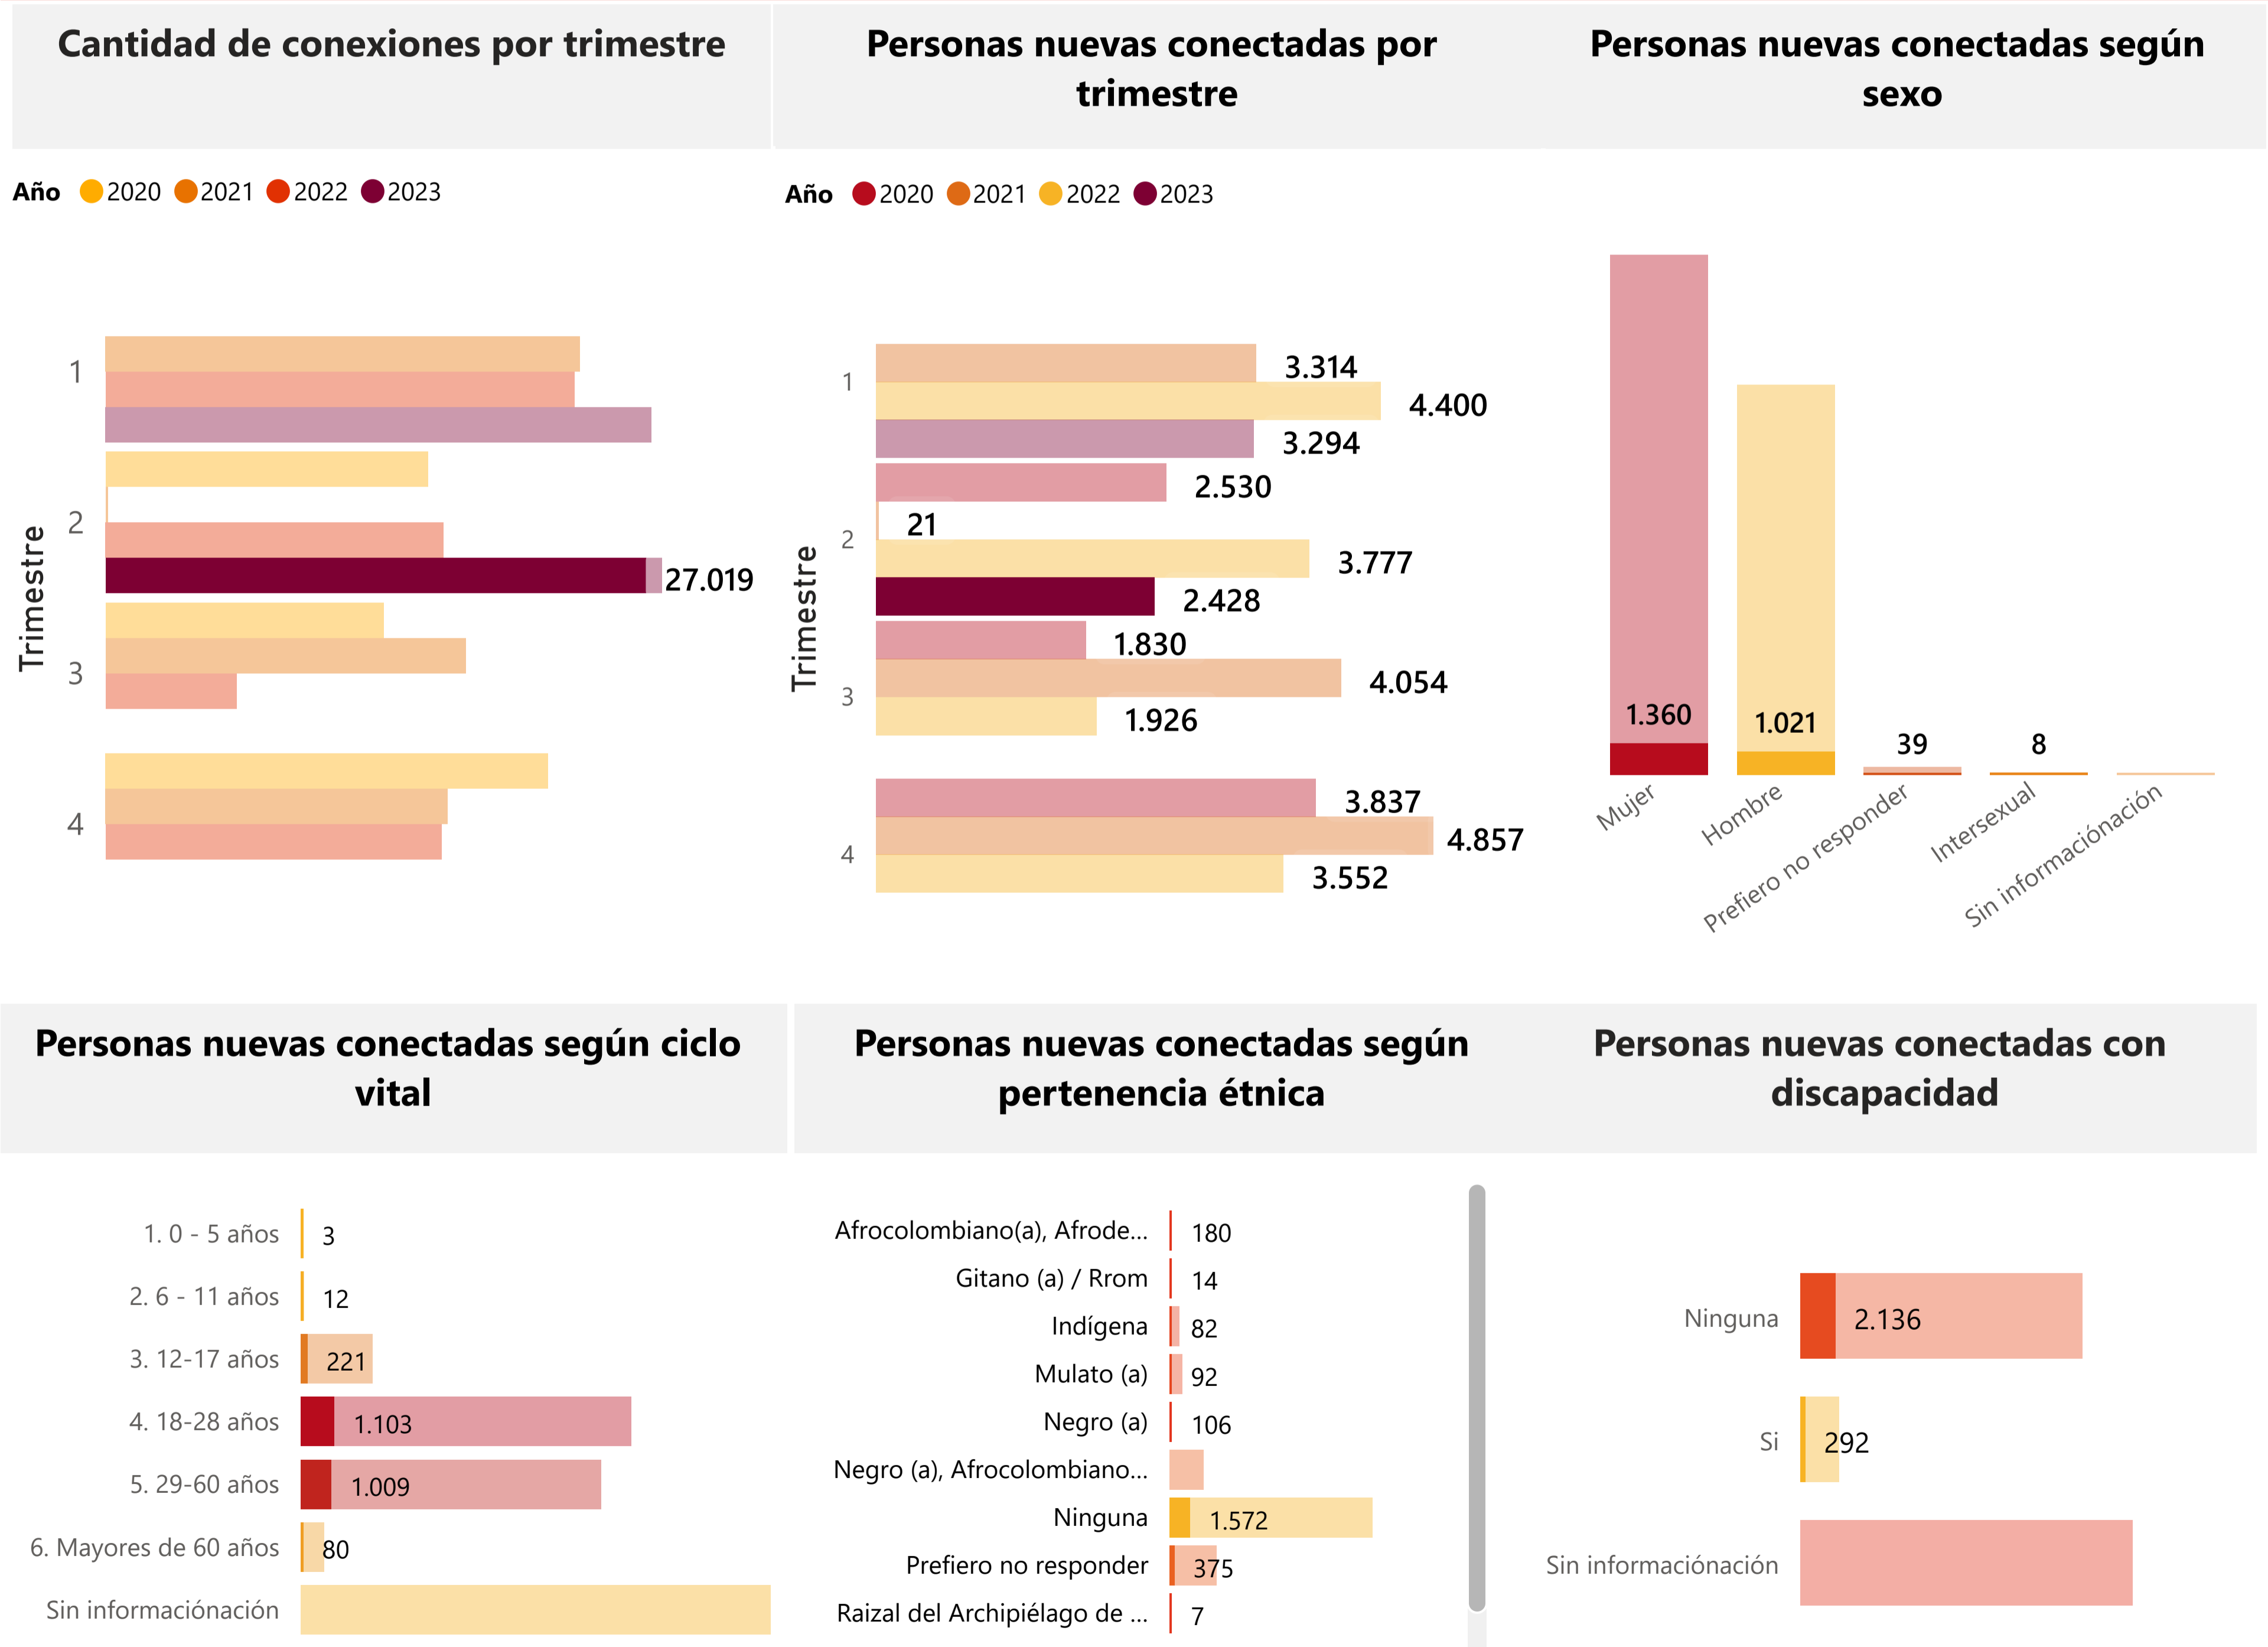 Cantidad de conexiones por trimestre
Personas nuevas conectadas por
trimestre
Personas nuevas conectadas según
sexo
Año 2020 2021 2022 2023
Año 2020 2021 2022 2023
Trimestre
1
2
27.019
3
4
Trimestre
1
3.314
4.400
3.294
2.530
21
2
3.777
2.428
1.830
4.054
3
1.926
3.837
4.857
4
3.552
1.360
1.021
39
8
Mujer
Hombre
Prefiero no responder
Intersexual
Sin informaciónación
Personas nuevas conectadas según ciclo
vital
Personas nuevas conectadas según
pertenencia étnica
Personas nuevas conectadas con
discapacidad
1. 0 - 5 años 3
2. 6 - 11 años 12
3. 12-17 años 221
4. 18-28 años 1.103
5. 29-60 años 1.009
6. Mayores de 60 años 80
Sin informaciónación
Afrocolombiano(a), Afrode... 180
Gitano (a) / Rrom 14
Indígena 82
Mulato (a) 92
Negro (a) 106
Negro (a), Afrocolombiano...
Ninguna 1.572
Prefiero no responder 375
Raizal del Archipiélago de ... 7
Ninguna 2.136
Si 292
Sin informaciónación